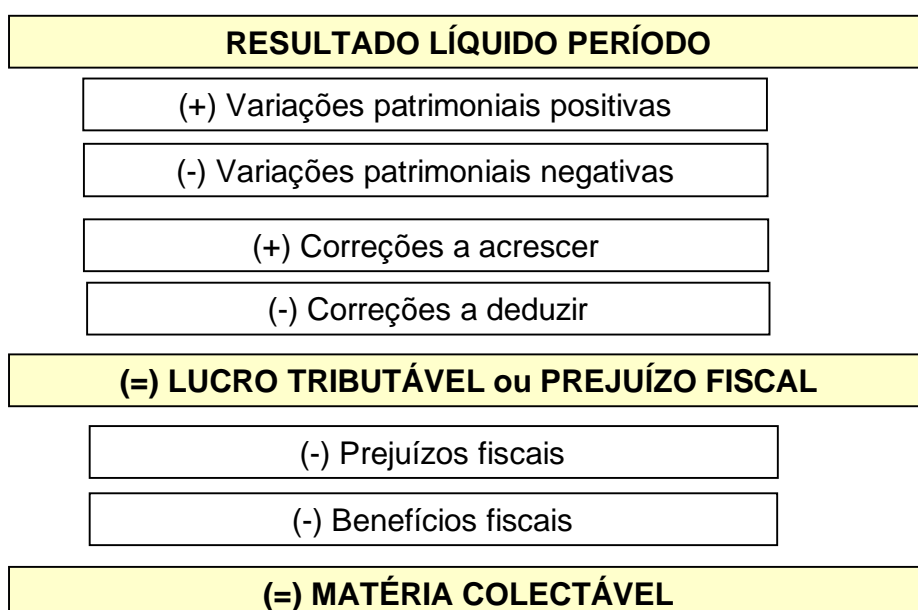 RESULTADO LÍQUIDO PERÍODO
(+) Variações patrimoniais positivas
(-) Variações patrimoniais negativas
(+) Correções a acrescer
(-) Correções a deduzir
(=) LUCRO TRIBUTÁVEL ou PREJUÍZO FISCAL
(-) Prejuízos fiscais
(-) Benefícios fiscais
(=) MATÉRIA COLECTÁVEL